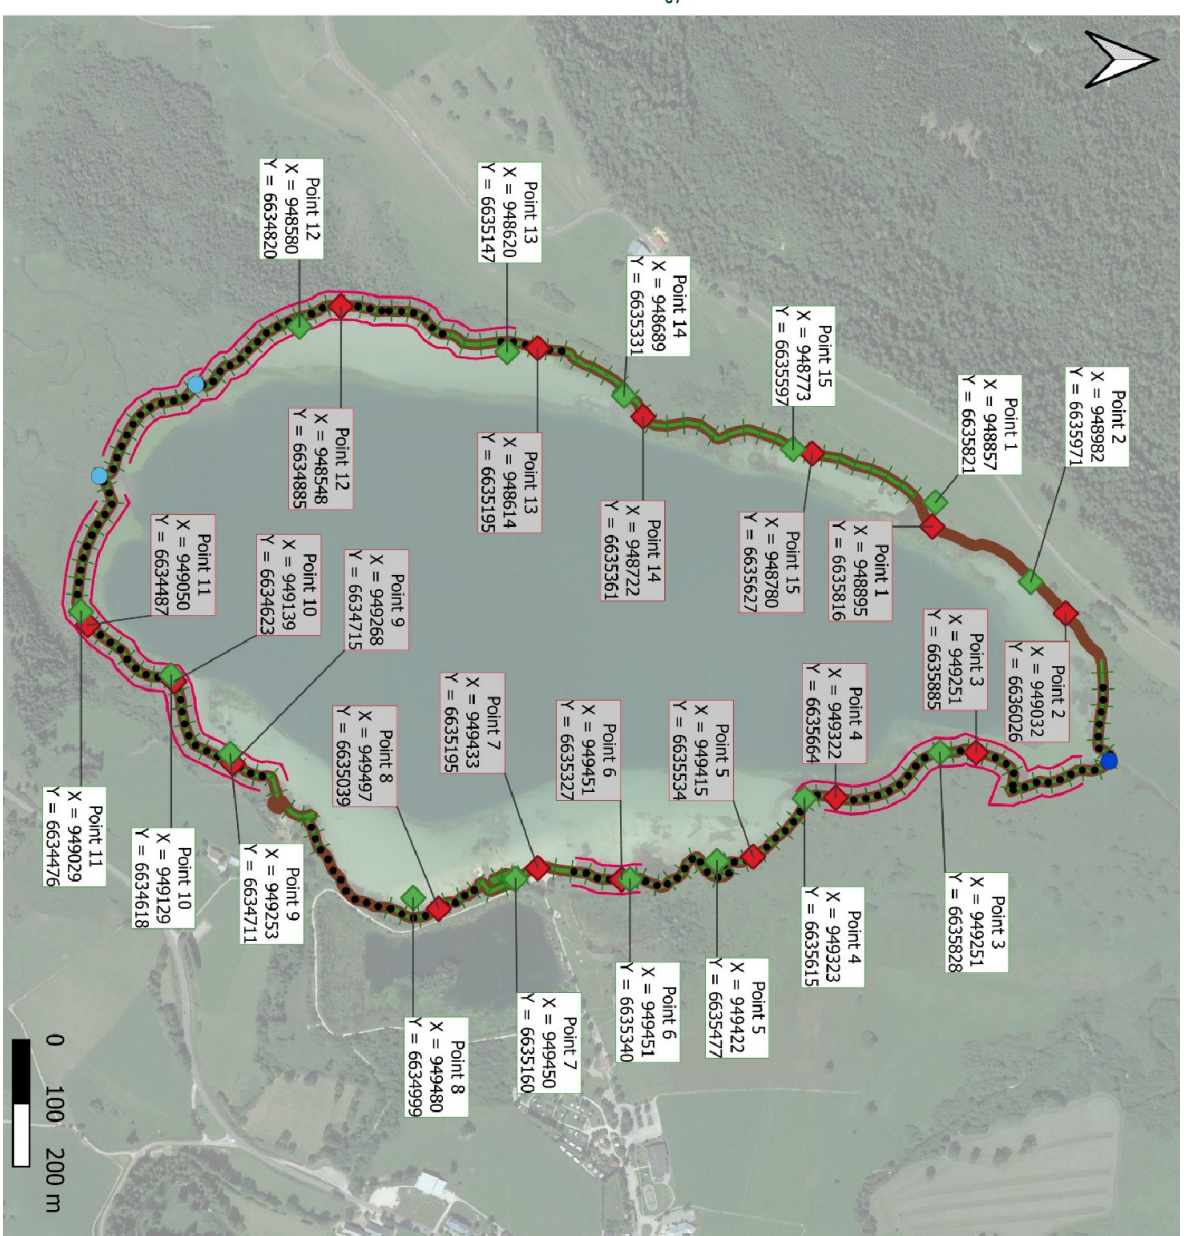 Point 2
X = 948982
Y = 6635971
Point 2
X = 949032
Y = 6636026
Point 1
X = 948857
Y = 6635821
Point 3
X = 949251
Y = 6635885
Point 3
X = 949251
Y = 6635828
Point 1
X = 948895
Y = 6635816
Point 4
X = 949322
Y = 6635664
Point 4
X = 949323
Y = 6635615
Point 15
X = 948773
Y = 6635597
Point 15
X = 948780
Y = 6635627
Point 5
X = 949415
Y = 6635534
Point 5
X = 949422
Y = 6635477
Point 14
X = 948689
Y = 6635331
Point 14
X = 948722
Y = 6635361
Point 6
X = 949451
Y = 6635327
Point 6
X = 949451
Y = 6635340
Point 13
X = 948620
Y = 6635147
Point 13
X = 948614
Y = 6635195
Point 7
X = 949433
Y = 6635195
Point 7
X = 949450
Y = 6635160
Point 8
X = 949497
Y = 6635039
Point 8
X = 949480
Y = 6634999
Point 12
X = 948580
Y = 6634820
Point 12
X = 948548
Y = 6634885
Point 9
X = 949268
Y = 6634715
Point 9
X = 949253
Y = 6634711
Point 10
X = 949139
Y = 6634623
Point 10
X = 949129
Y = 6634618
Point 11
X = 949050
Y = 6634487
Point 11
X = 949029
Y = 6634476
0 100 200 m